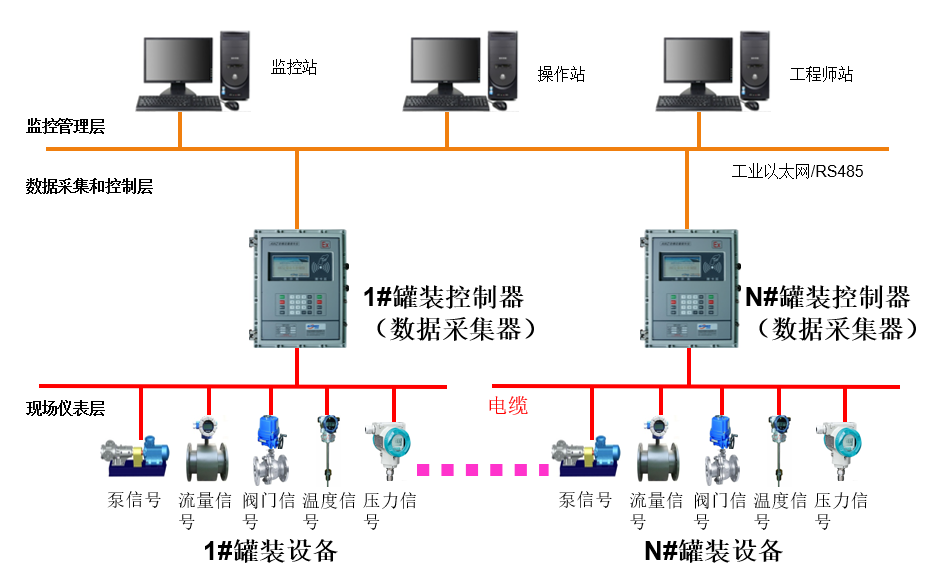 监控站
操作站
工程师站
监控管理层
工业以太网/RS485
数据采集和控制层
1#罐装控制器
（数据采集器）
N#罐装控制器
（数据采集器）
现场仪表层
电缆
泵信号
流量信
号
阀门信
号
温度信
号
压力信
号
泵信号
流量信
号
阀门信
号
温度信
号
压力信
号
1#罐装设备
N#罐装设备